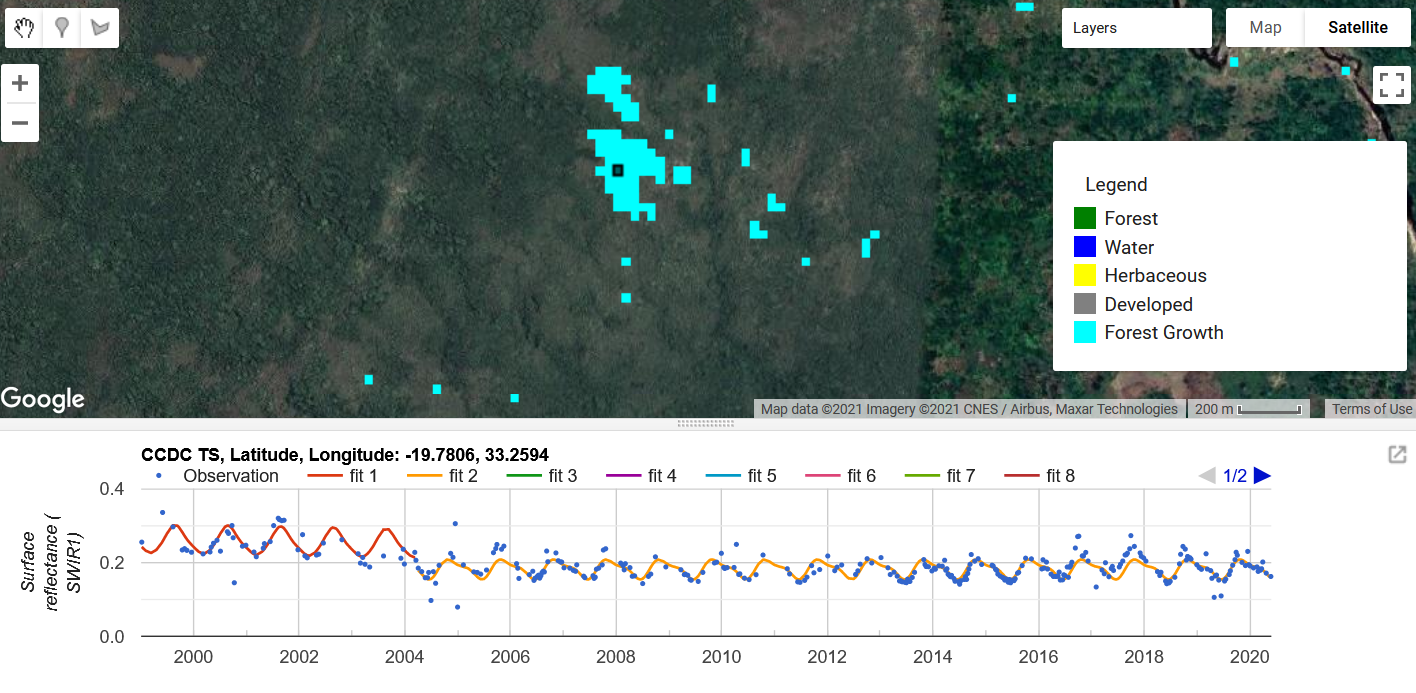 Layers
Map
Satellite
+
−
Legend
Forest
Water
Herbaceous
Developed
Forest Growth
Google
Map data ©2021 Imagery ©2021 CNES / Airbus, Maxar Technologies
200 m
Terms of Use
CCDC TS, Latitude, Longitude: -19.7806, 33.2594
Observation fit 1 fit 2 fit 3 fit 4 fit 5 fit 6 fit 7 fit 8
1/2
Surface
reflectance (
SWIR1)
0.4
0.2
0.0
2000 2002 2004 2006 2008 2010 2012 2014 2016 2018 2020